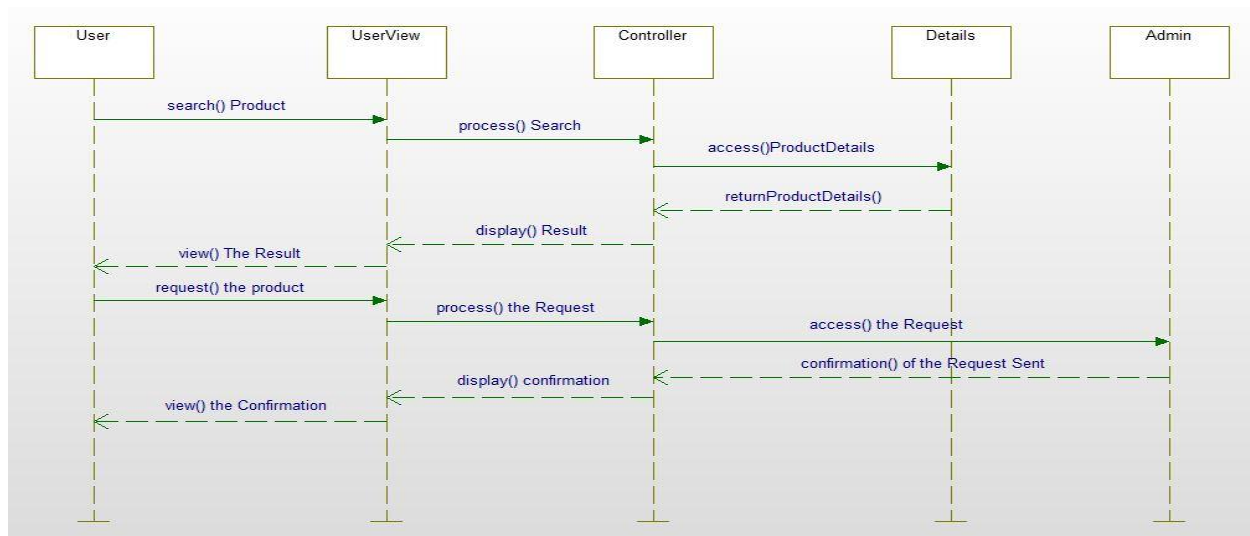 User
UserView
Controller
Details
Admin
search() Product
process() Search
access()ProductDetails
returnProductDetails()
display() Result
view() The Result
request() the product
process() the Request
access() the Request
confirmation() of the Request Sent
display() confirmation
view() the Confirmation